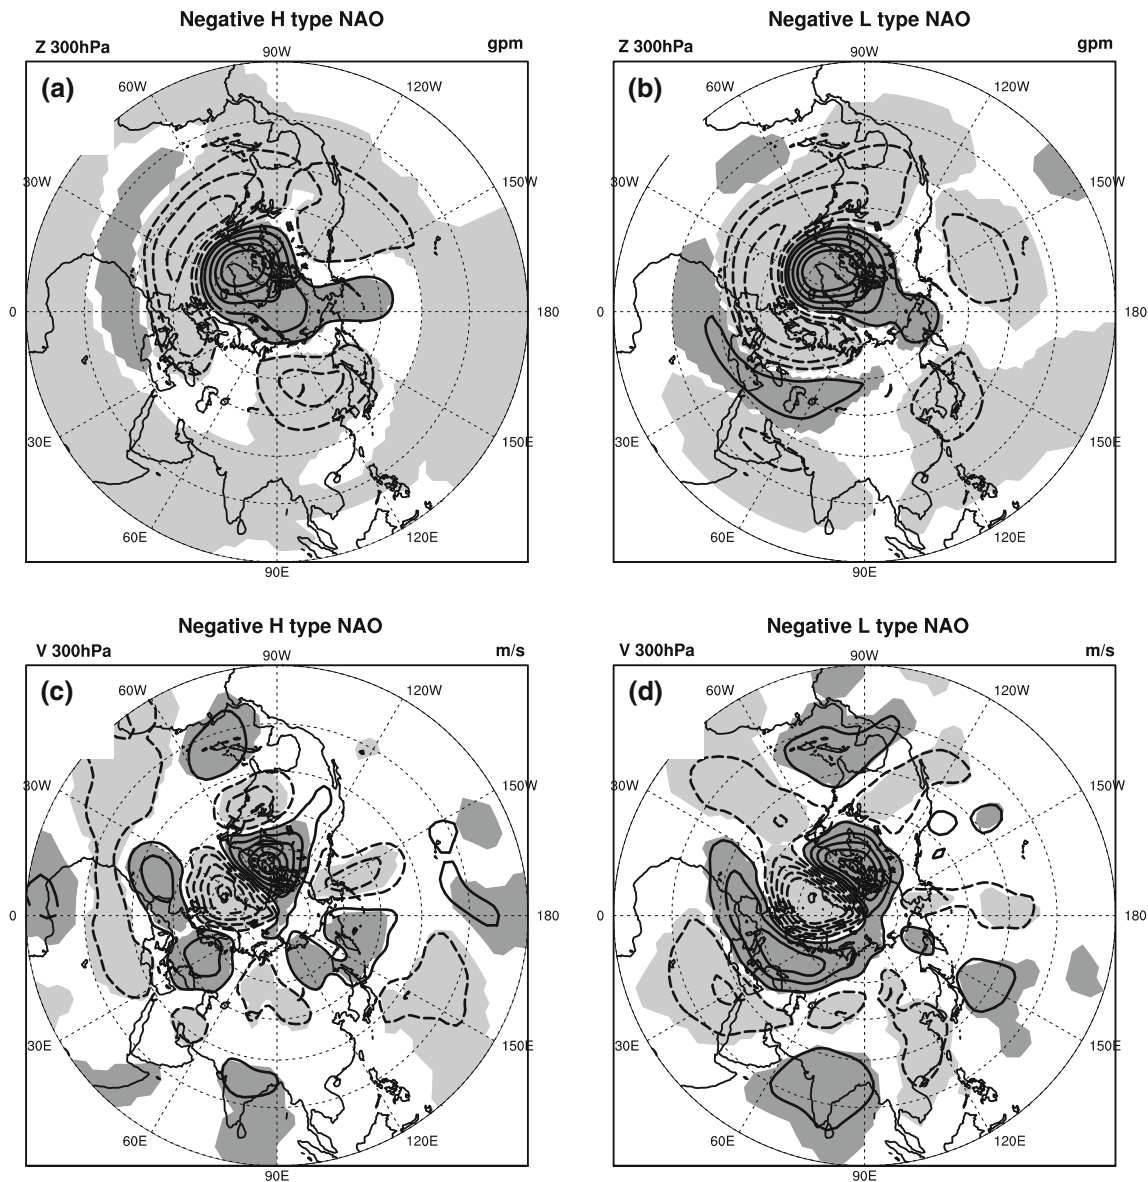 Negative H type NAO
Negative L type NAO
Z 300hPa
90W
gpm
Z 300hPa
90W
gpm
(a)
60W
120W
(b)
60W
120W
30W
150W
30W
150W
0
180
0
180
30E
150E
30E
150E
60E
120E
60E
120E
90E
90E
Negative H type NAO
Negative L type NAO
V 300hPa
90W
m/s
V 300hPa
90W
m/s
(c)
60W
120W
(d)
60W
120W
30W
150W
30W
150W
0
180
0
180
30E
150E
30E
150E
60E
120E
60E
120E
90E
90E